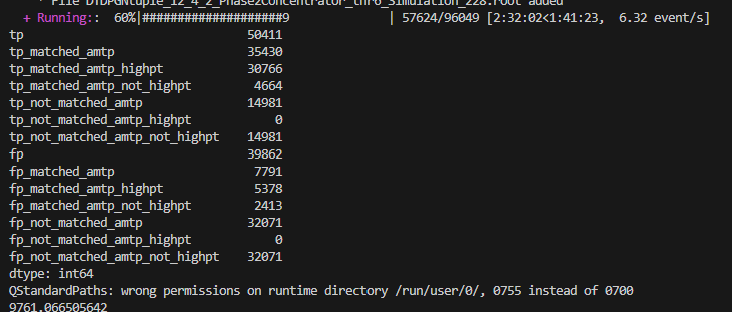 * File DTDPGNtuple_12_4_2_Phase2Concentrator_thr6_Simulation_228.root added
+ Running:: 60%|####################9 | 57624/96049 [2:32:02<1:41:23, 6.32 event/s]
tp 50411
tp_matched_amtp 35430
tp_matched_amtp_highpt 30766
tp_matched_amtp_not_highpt 4664
tp_not_matched_amtp 14981
tp_not_matched_amtp_highpt 0
tp_not_matched_amtp_not_highpt 14981
fp 39862
fp_matched_amtp 7791
fp_matched_amtp_highpt 5378
fp_matched_amtp_not_highpt 2413
fp_not_matched_amtp 32071
fp_not_matched_amtp_highpt 0
fp_not_matched_amtp_not_highpt 32071
dtype: int64
QStandardPaths: wrong permissions on runtime directory /run/user/0/, 0755 instead of 0700
9761.066505642